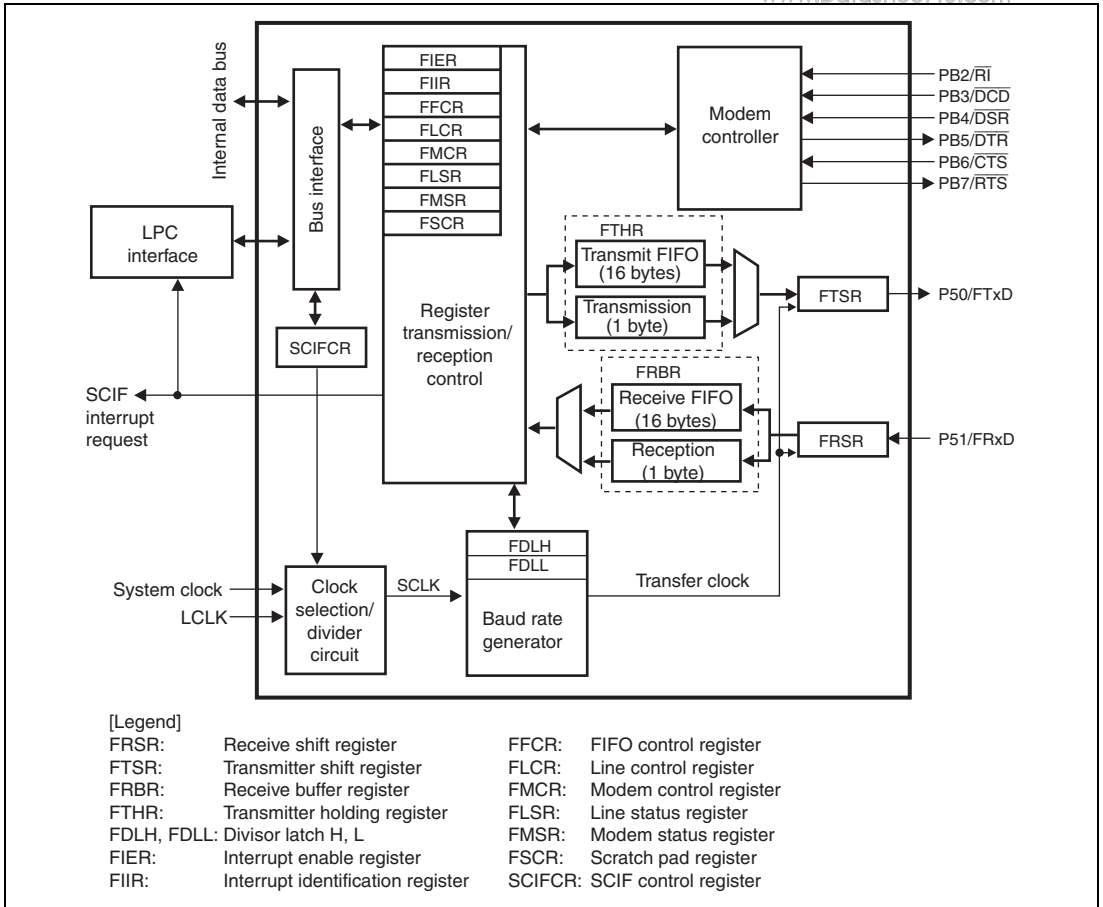 Internal data bus
Bus interface
FIER
FIIR
FFCR
FLCR
FMCR
FLSR
FMSR
FSCR
Register
transmission/
reception
control
Modem
controller
PB2/RI
PB3/DCD
PB4/DSR
PB5/DTR
PB6/CTS
PB7/RTS
LPC
interface
SCIFCR
SCIF
interrupt
request
FTHR
Transmit FIFO
(16 bytes)
Transmission
(1 byte)
FTSR
P50/FTxD
FRBR
Receive FIFO
(16 bytes)
Reception
(1 byte)
FRSR
P51/FRxD
System clock
LCLK
Clock
selection/
divider
circuit
SCLK
FDLH
FDLL
Baud rate
generator
Transfer clock
[Legend]
FRSR: Receive shift register
FTSR: Transmitter shift register
FRBR: Receive buffer register
FTHR: Transmitter holding register
FDLH, FDLL: Divisor latch H, L
FIER: Interrupt enable register
FIIR: Interrupt identification register
FFCR: FIFO control register
FLCR: Line control register
FMCR: Modem control register
FLSR: Line status register
FMSR: Modem status register
FSCR: Scratch pad register
SCIFCR: SCIF control register